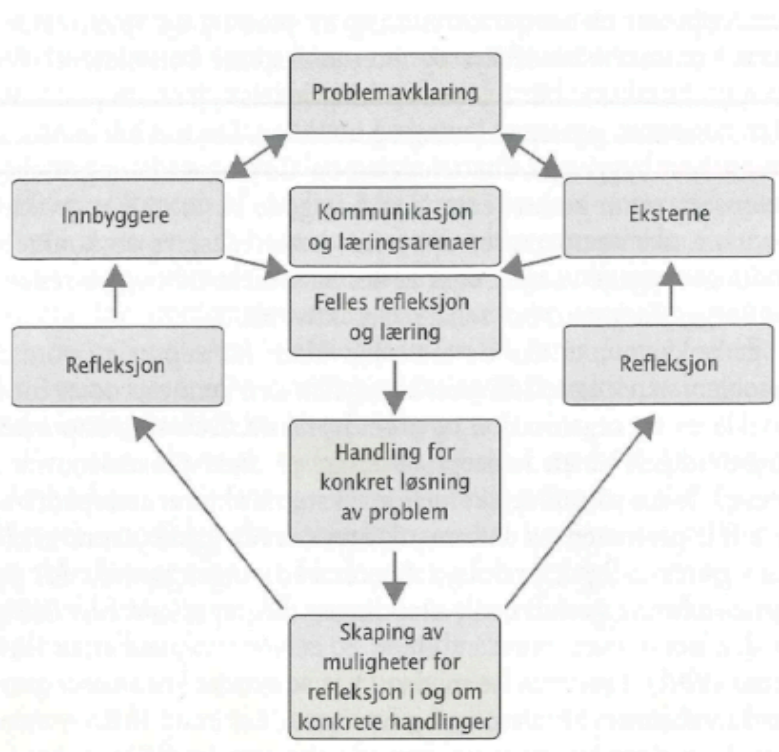 Problemavklaring
Innbyggere
Kommunikasjon
og læringsarenaer
Eksterne
Felles refleksjon
og læring
Refleksjon
Refleksjon
Handling for
konkret løsning
av problem
Skaping av
muligheter for
refleksjon i og om
konkrete handlinger